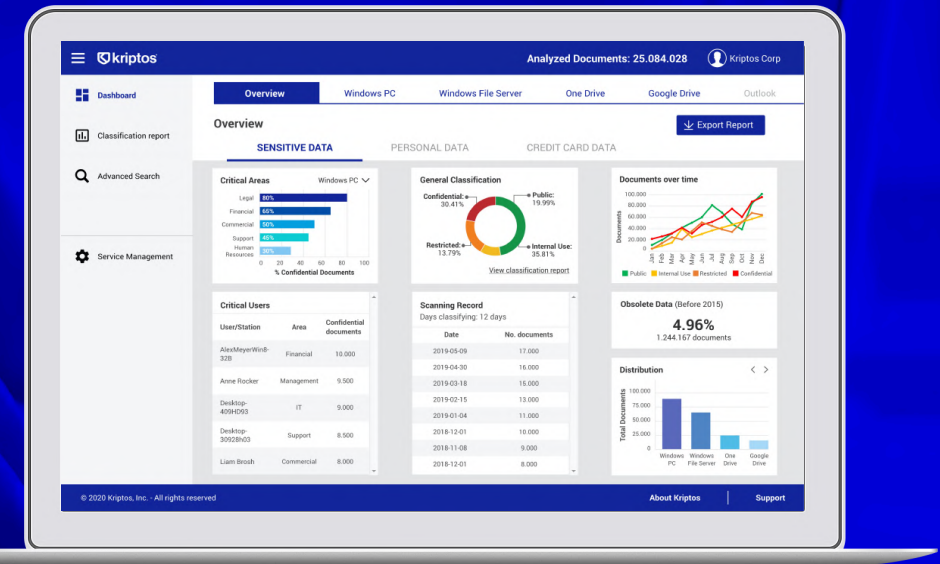 kriptos
Analyzed Documents: 25.084.028
Kriptos Corp
Dashboard
Classification report
Advanced Search
Service Management
Overview
Windows PC
Windows File Server
One Drive
Google Drive
Outlook
Overview
Export Report
SENSITIVE DATA
PERSONAL DATA
CREDIT CARD DATA
Critical Areas
Windows PC
Legal 80%
Financial 65%
Commercial 50%
Support 45%
Human
Resources 30%
0 20 40 60 80 100
% Confidential Documents
General Classification
Confidential:
30.41%
Public:
19.99%
Restricted:
13.79%
Internal Use:
35.81%
View classification report
Documents over time
Documents
100.000
80.000
60.000
40.000
20.000
0
Jan Feb Mar Apr May Jun Jul Aug Sep Oct Nov Dec
Public Internal Use Restricted Confidential
Critical Users
User/Station Area Confidential
documents
AlexMeyerWin8-
32B Financial 10.000
Anne Rocker Management 9.500
Desktop-
409HD93 IT 9.000
Desktop-
30928h03 Support 8.500
Liam Brosh Commercial 8.000
Scanning Record
Days classifying: 12 days
Date No. documents
2019-05-09 17.000
2019-04-30 16.000
2019-03-18 15.000
2019-02-15 13.000
2019-01-04 11.000
2018-12-01 10.000
2018-11-08 9.000
2018-12-01 8.000
Obsolete Data (Before 2015)
4.96%
1.244.167 documents
Distribution
Total Documents
100.000
75.000
50.000
25.000
0
Windows
PC
Windows
File Server
One
Drive
Google
Drive
© 2020 Kriptos, Inc. - All rights reserved
About Kriptos
Support